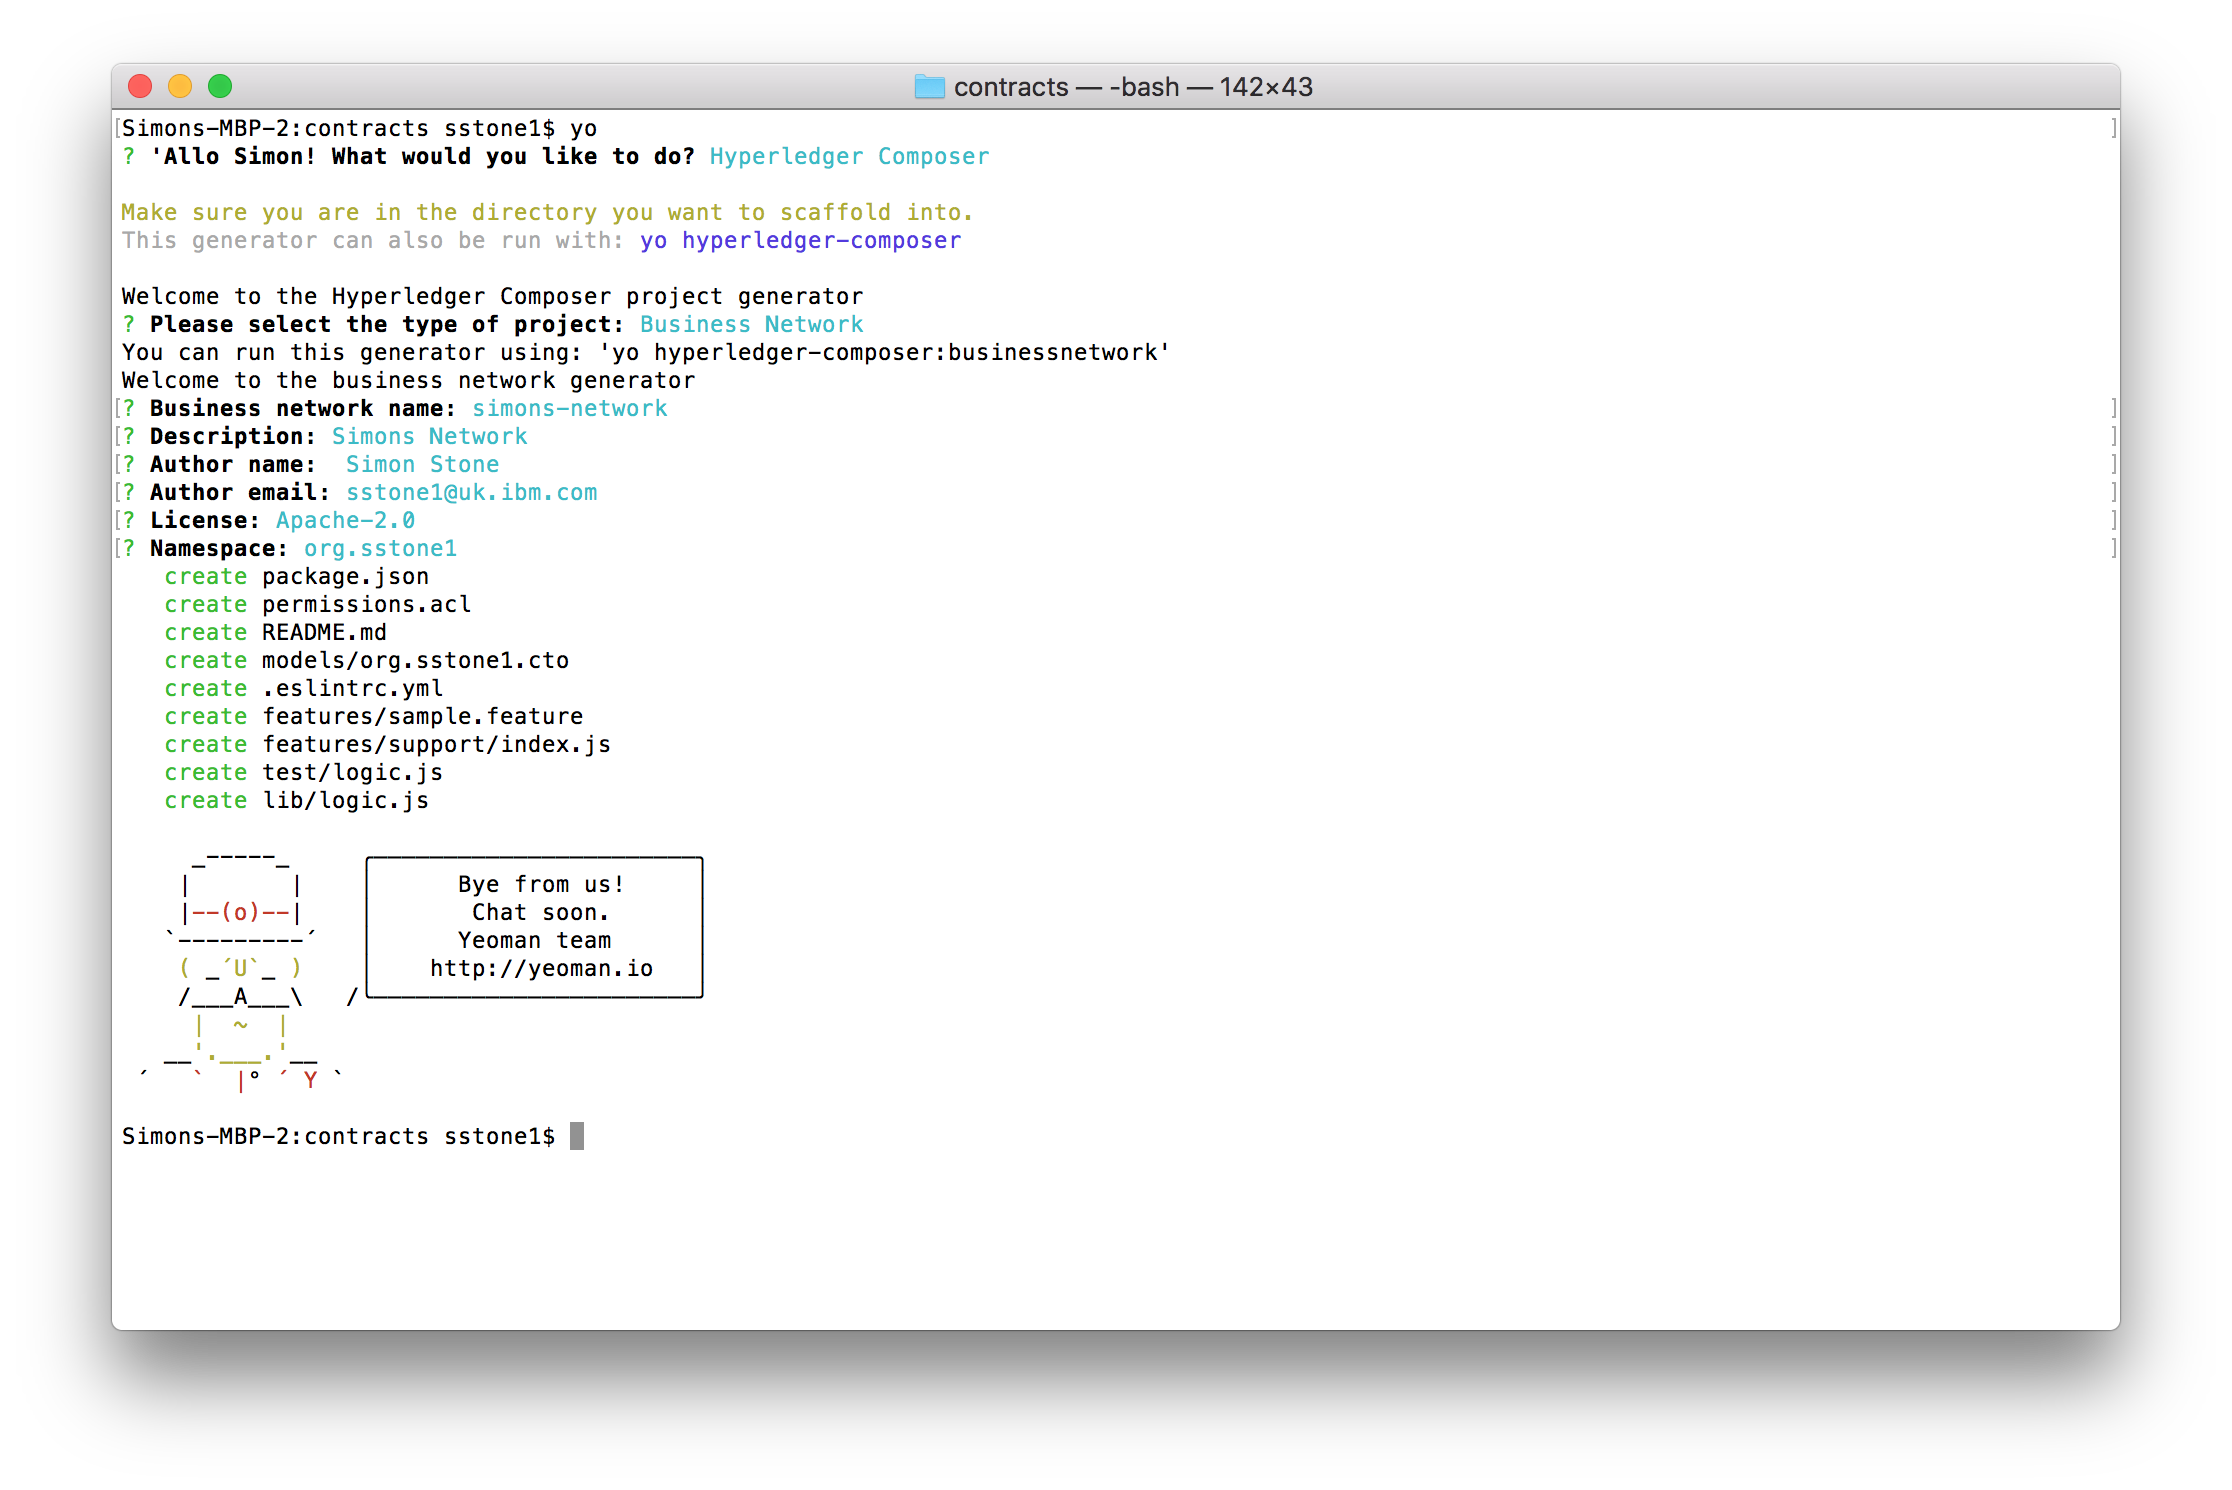 contracts — -bash — 142×43
Simons-MBP-2:contracts sstone1$ yo
? 'Allo Simon! What would you like to do? Hyperledger Composer
Make sure you are in the directory you want to scaffold into.
This generator can also be run with: yo hyperledger-composer
Welcome to the Hyperledger Composer project generator
? Please select the type of project: Business Network
You can run this generator using: 'yo hyperledger-composer:businessnetwork'
Welcome to the business network generator
? Business network name: simons-network
? Description: Simons Network
? Author name:  Simon Stone
? Author email: sstone1@uk.ibm.com
? License: Apache-2.0
? Namespace: org.sstone1
create package.json
create permissions.acl
create README.md
create models/org.sstone1.cto
create .eslintrc.yml
create features/sample.feature
create features/support/index.js
create test/logic.js
create lib/logic.js
Bye from us!
Chat soon.
Yeoman team
http://yeoman.io
Simons-MBP-2:contracts sstone1$